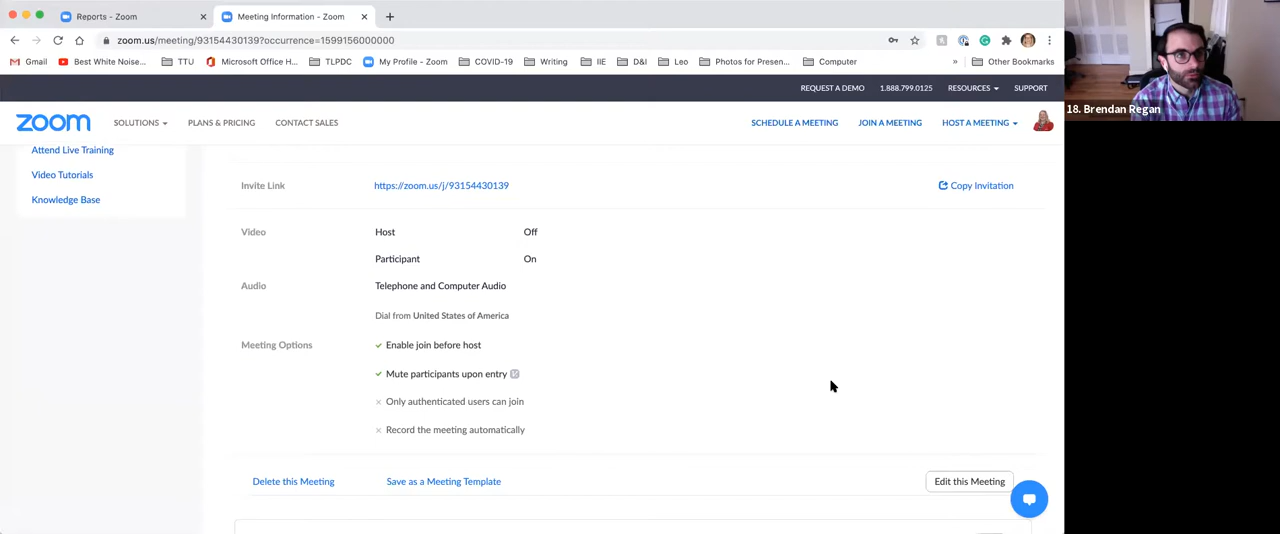 Reports - Zoom
Meeting Information - Zoom
zoom.us/meeting/93154430139?occurrence=1599156000000
Gmail Best White Noise... TTU Microsoft Office H... TLPDC My Profile - Zoom COVID-19 Writing IIE D&I Leo Photos for Presen... Computer » Other Bookmarks
REQUEST A DEMO 1.888.799.0125 RESOURCES SUPPORT
zoom SOLUTIONS PLANS & PRICING CONTACT SALES SCHEDULE A MEETING JOIN A MEETING HOST A MEETING
Attend Live Training
Video Tutorials
Knowledge Base
Invite Link https://zoom.us/j/93154430139 Copy Invitation
Video Host Off
Participant On
Audio Telephone and Computer Audio
Dial from United States of America
Meeting Options Enable join before host
Mute participants upon entry
Only authenticated users can join
Record the meeting automatically
Delete this Meeting Save as a Meeting Template Edit this Meeting
18. Brendan Regan